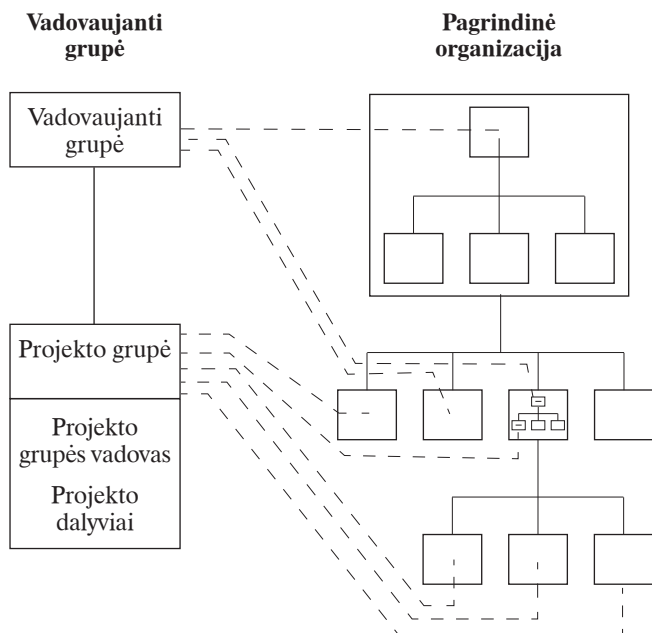 Vadovaujanti
grupė
Pagrindinė
organizacija
Vadovaujanti
grupė
Projekto grupė
Projekto
grupės vadovas
Projekto
dalyviai